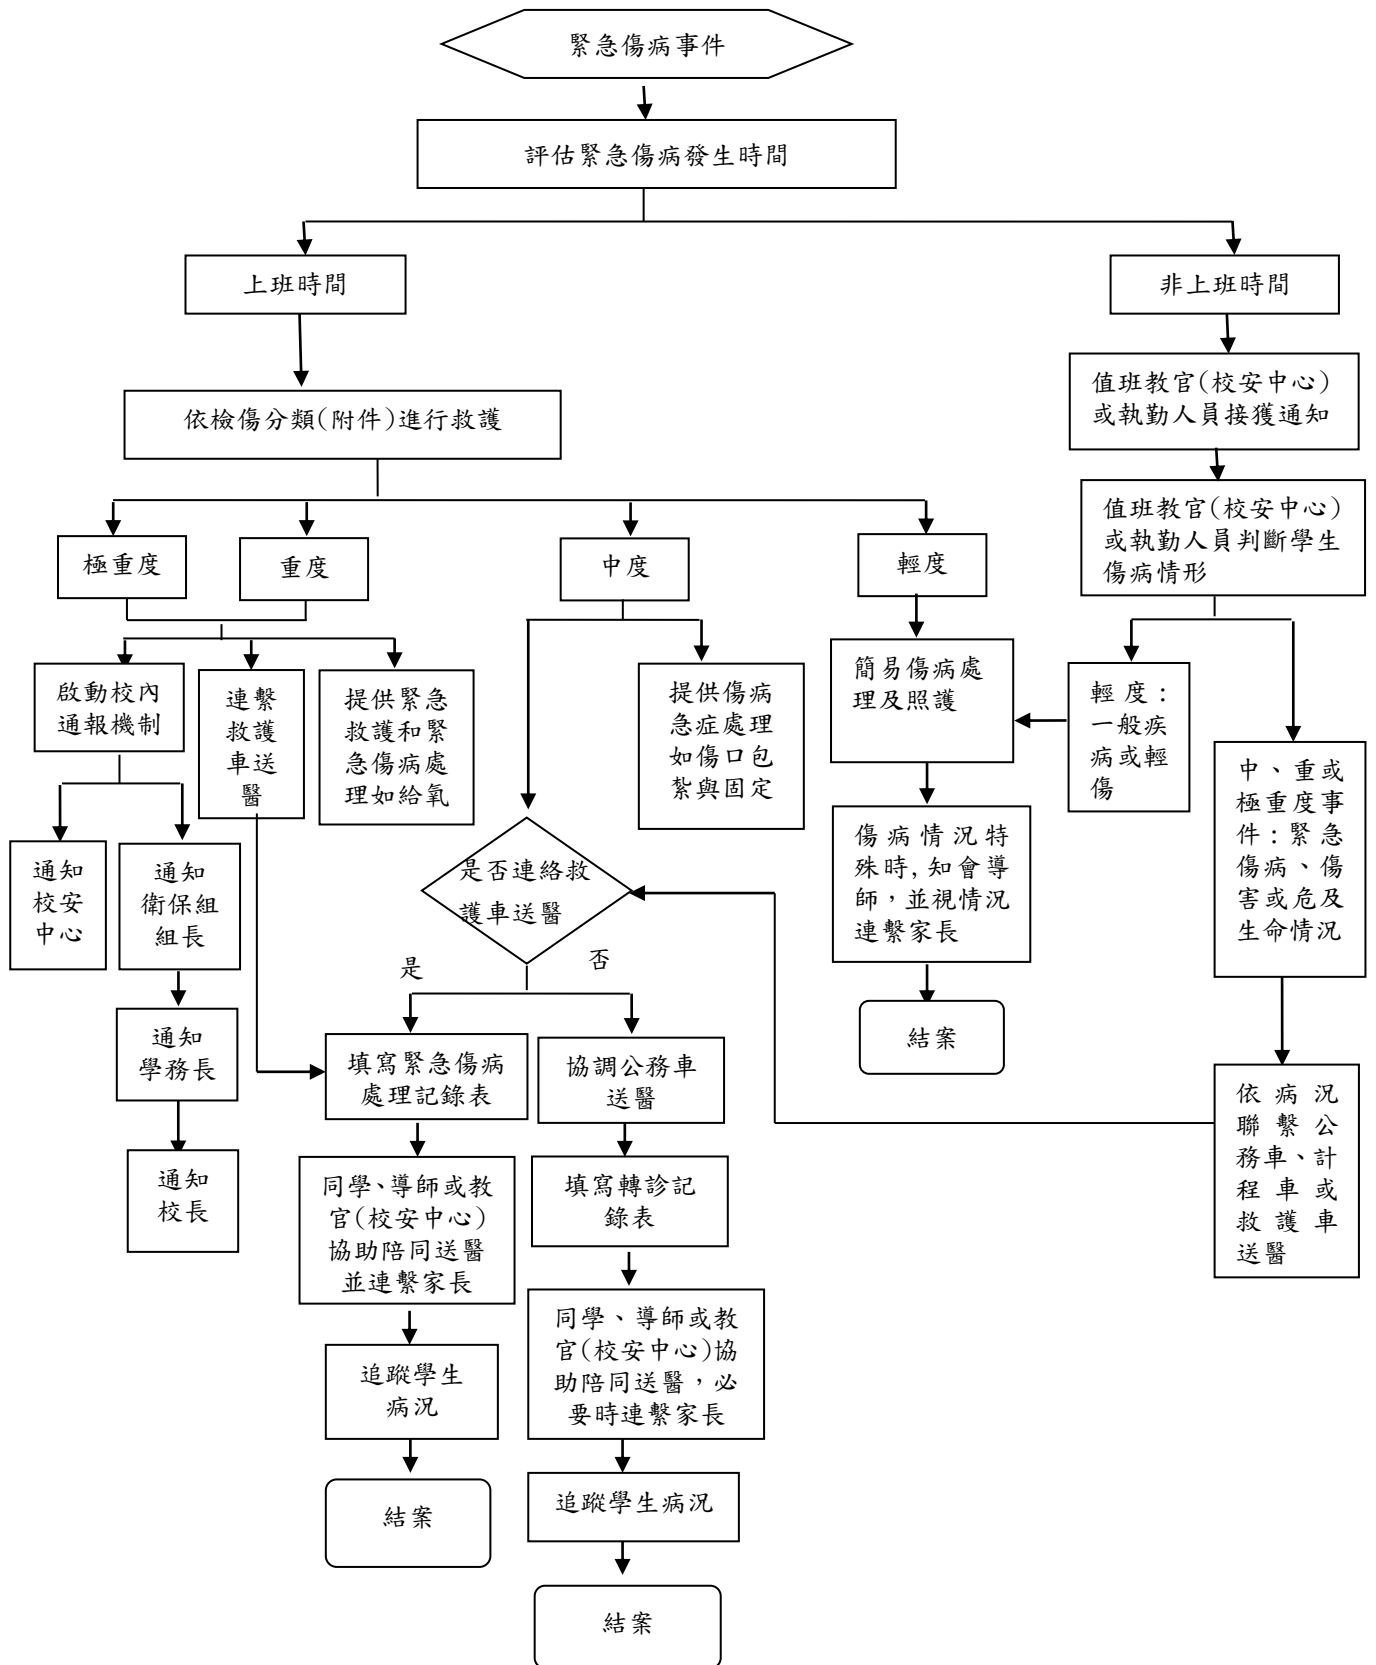 緊急傷病事件
評估緊急傷病發生時間
上班時間
非上班時間
值班教官(校安中心)
或執勤人員接獲通知
依檢傷分類(附件)進行救護
值班教官(校安中心)
或執勤人員判斷學生
傷病情形
極重度
重度
中度
輕度
啟動校內
通報機制
連繫
救護
車送
醫
提供緊急
救護和緊
急傷病處
理如給氧
提供傷病
急症處理
如傷口包
紮與固定
簡易傷病處
理及照護
輕度：
一般疾
病或輕
傷
中、重或
極重度事
件：緊急
傷病、傷
害或危及
生命情況
通知
校安
中心
通知
衛保組
組長
是否連絡救
護車送醫
傷病情況特
殊時,知會導
師，並視情況
連繫家長
是
否
通知
學務長
填寫緊急傷病
處理記錄表
協調公務車
送醫
結案
依病況
聯繫公
務車、計
程車或
救護車
送醫
通知
校長
同學、導師或教
官(校安中心)
協助陪同送醫
並連繫家長
填寫轉診記
錄表
同學、導師或教
官(校安中心)協
助陪同送醫，必
要時連繫家長
追蹤學生
病況
追蹤學生病況
結案
結案